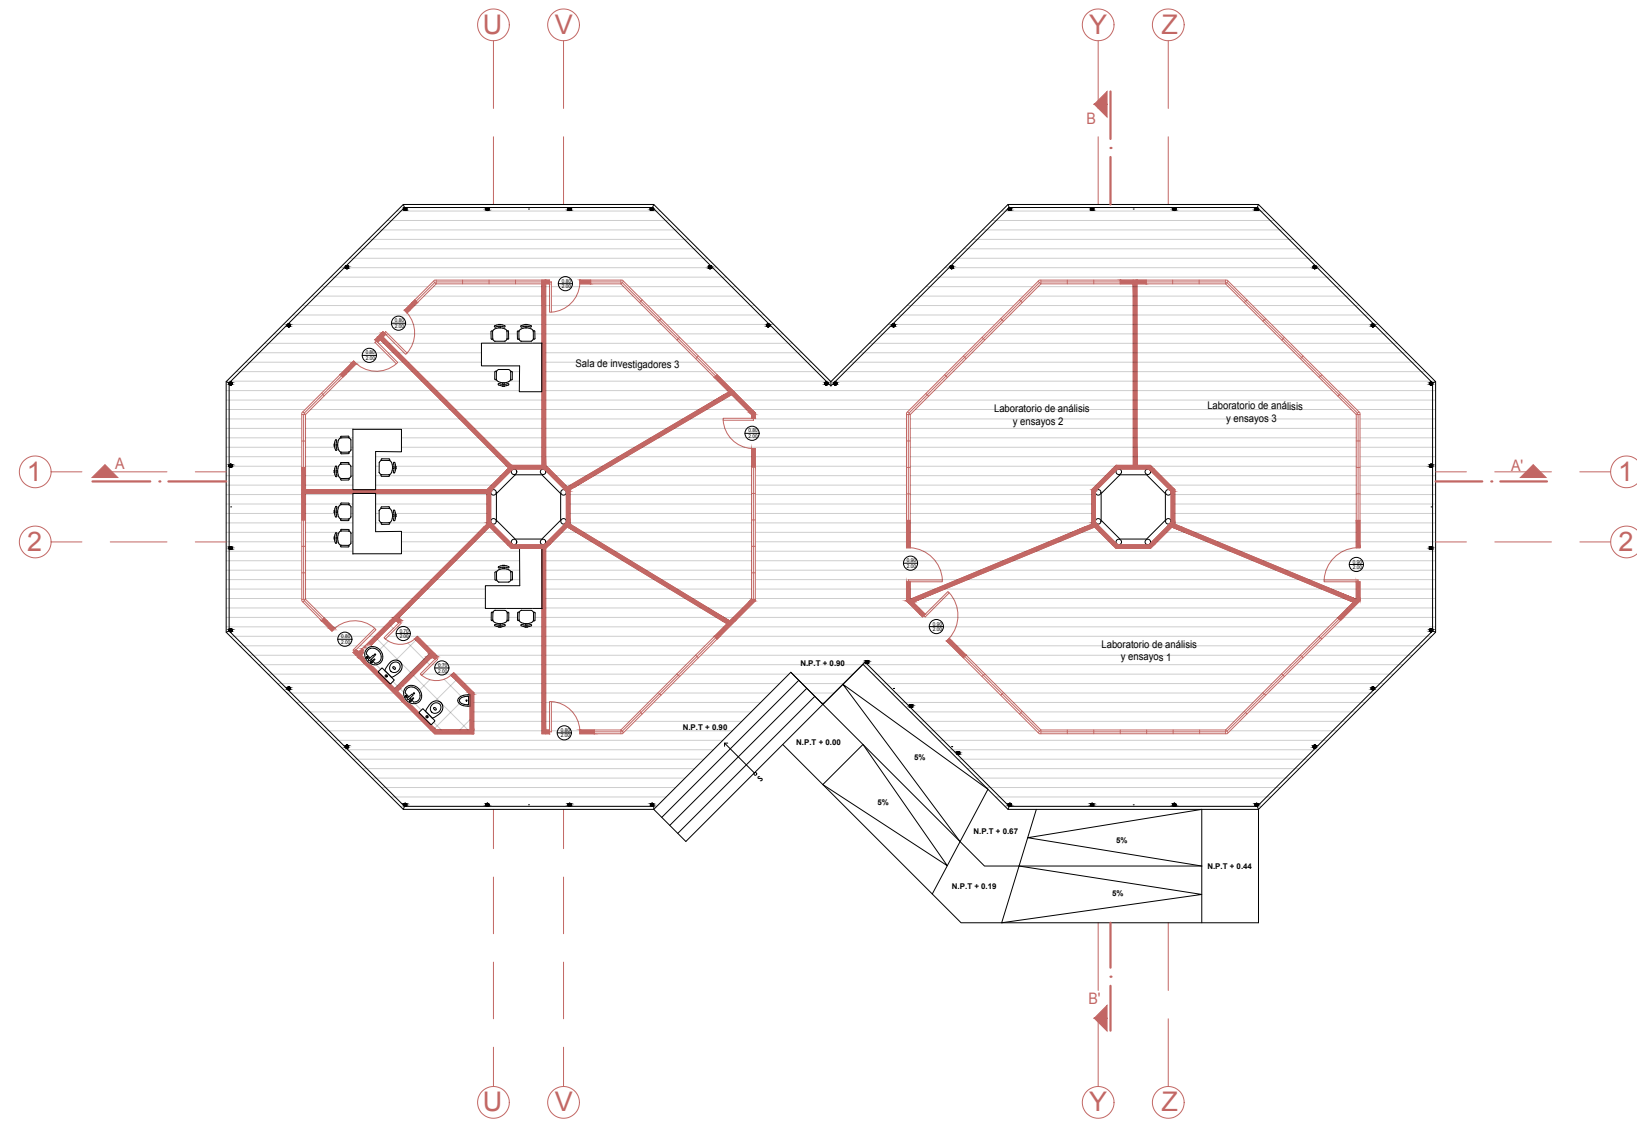 U V Y Z
B
Sala de investigadores 3
Laboratorio de análisis
y ensayos 2
Laboratorio de análisis
y ensayos 3
1 A A' 1
2 2
Laboratorio de análisis
y ensayos 1
N.P.T + 0.90
N.P.T + 0.90
N.P.T + 0.00
5%
5%
N.P.T + 0.67
5%
N.P.T + 0.44
N.P.T + 0.19
5%
B'
U V Y Z